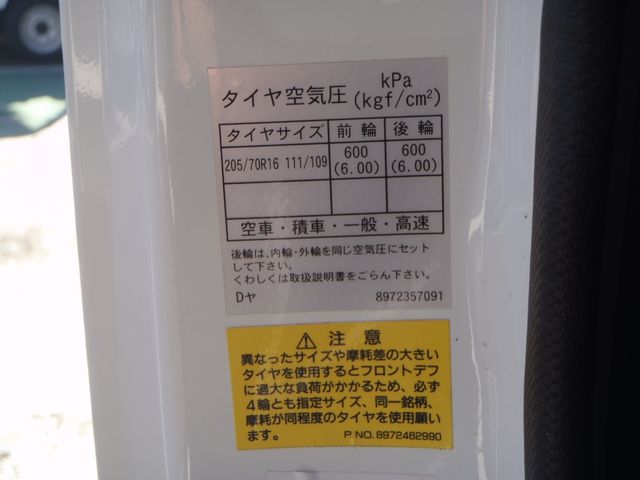 タイヤ空気圧 kPa (kgf/cm²)
タイヤサイズ 前輪 後輪
205/70R16 111/109 600 (6.00) 600 (6.00)
空車・積車・一般・高速
後輪は、内輪・外輪を同じ空気圧にセット
して下さい。
くわしくは取扱説明書をごらん下さい。
Dヤ 8972357091
注意
異なったサイズや摩耗差の大きい
タイヤを使用するとフロントデフ
に過大な負荷がかかるため、必ず
4輪とも指定サイズ、同一銘柄、
摩耗が同程度のタイヤを使用願い
ます。 P.NO.8972462990